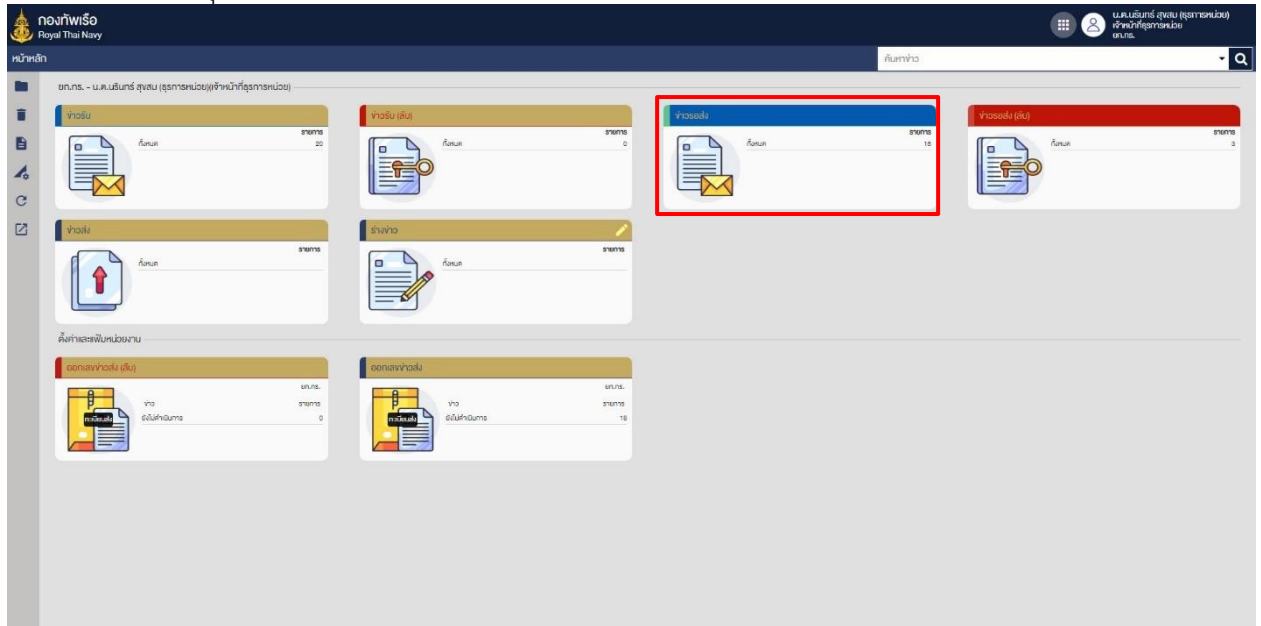 กองทัพเรือ
Royal Thai Navy
น.ต.นรินทร์ สุขสม (ธุรการหน่วย)
เจ้าหน้าที่ธุรการหน่วย
ยก.ทร.
หน้าหลัก
ค้นหาข่าว
ยก.ทร. - น.ต.นรินทร์ สุขสม (ธุรการหน่วย)(เจ้าหน้าที่ธุรการหน่วย)
ข่าวรับ
รายการ
ทั้งหมด 20
ข่าวรับ (ลับ)
รายการ
ทั้งหมด 0
ข่าวรอส่ง
รายการ
ทั้งหมด 18
ข่าวรอส่ง (ลับ)
รายการ
ทั้งหมด 3
ข่าวส่ง
รายการ
ทั้งหมด
ร่างข่าว
รายการ
ทั้งหมด
ตั้งค่าและแฟ้มหน่วยงาน
ออกเลขข่าวส่ง (ลับ)
ยก.ทร.
ข่าว รายการ
ยังไม่ดำเนินการ 0
ทะเบียนส่ง
ออกเลขข่าวส่ง
ยก.ทร.
ข่าว รายการ
ยังไม่ดำเนินการ 18
ทะเบียนส่ง